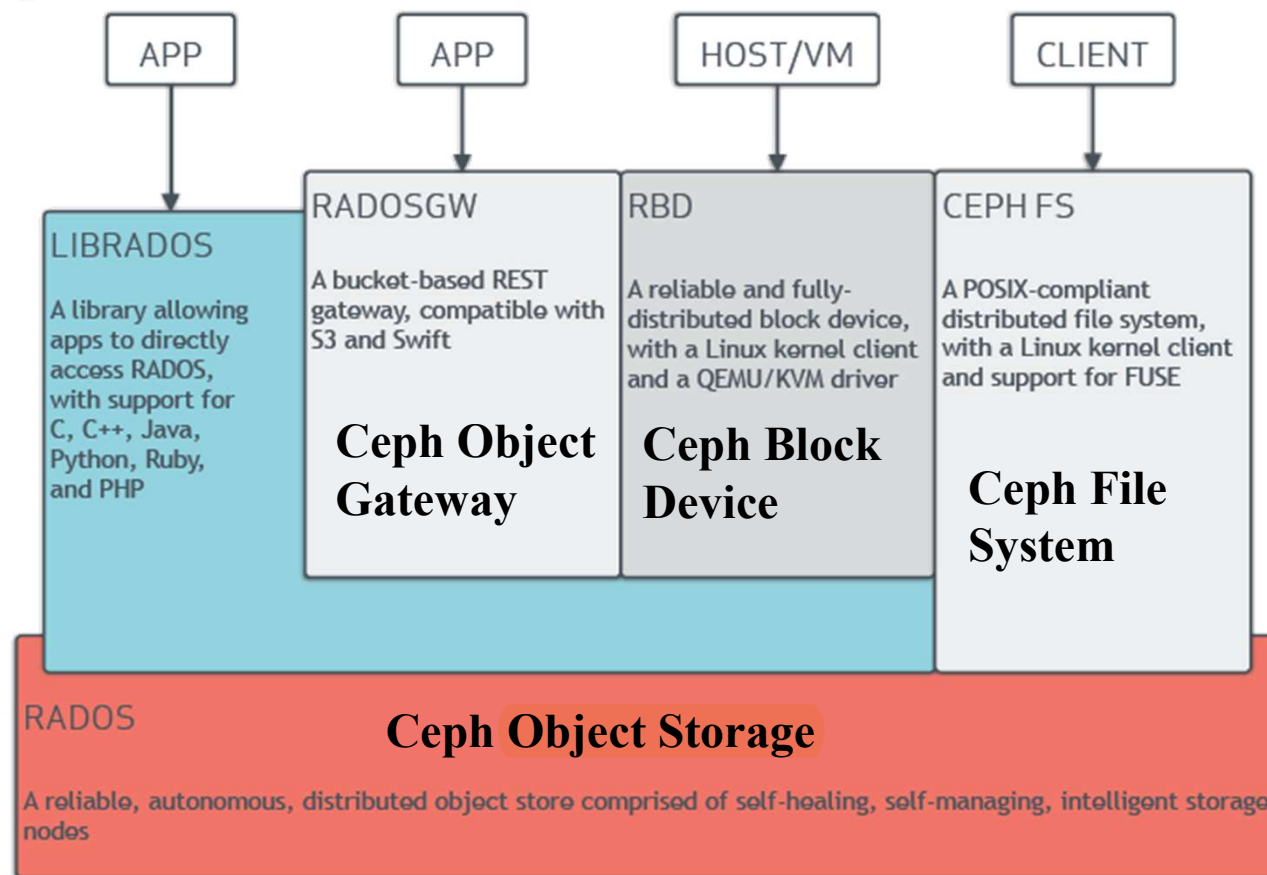 APP
APP
HOST/VM
CLIENT
LIBRADOS
A library allowing
apps to directly
access RADOS,
with support for
C, C++, Java,
Python, Ruby,
and PHP
RADOSGW
A bucket-based REST
gateway, compatible with
S3 and Swift
Ceph Object
Gateway
RBD
A reliable and fully-
distributed block device,
with a Linux kernel client
and a QEMU/KVM driver
Ceph Block
Device
CEPH FS
A POSIX-compliant
distributed file system,
with a Linux kernel client
and support for FUSE
Ceph File
System
RADOS
Ceph Object Storage
A reliable, autonomous, distributed object store comprised of self-healing, self-managing, intelligent storage
nodes